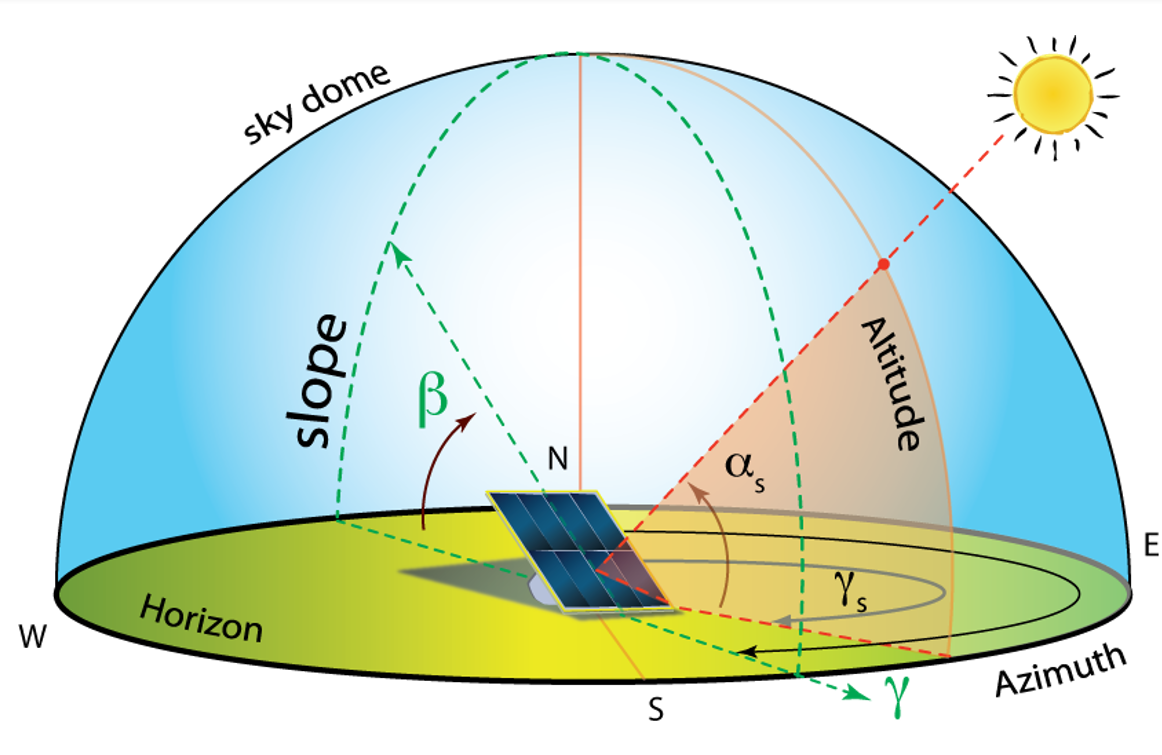 sky dome
slope
β
N
Altitude
αs
γs
E
Horizon
W
Azimuth
γ
S